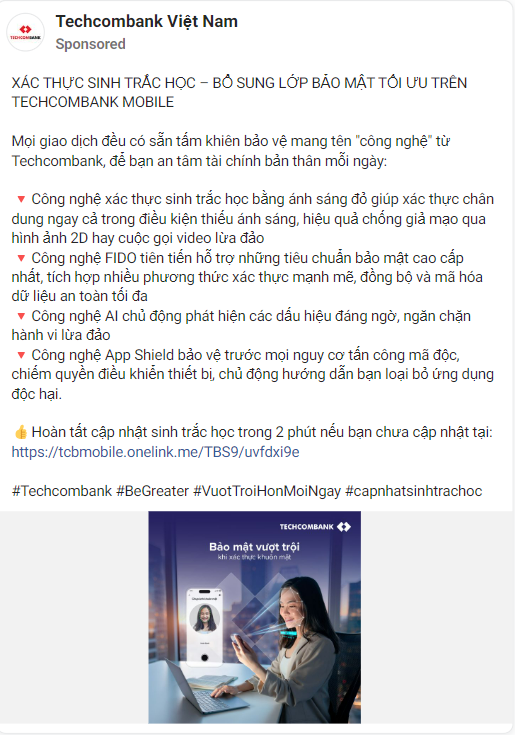 TECHCOMBANK
Techcombank Việt Nam
Sponsored
XÁC THỰC SINH TRẮC HỌC – BỔ SUNG LỚP BẢO MẬT TỐI ƯU TRÊN
TECHCOMBANK MOBILE
Mọi giao dịch đều có sẵn tấm khiên bảo vệ mang tên "công nghệ" từ
Techcombank, để bạn an tâm tài chính bản thân mỗi ngày:
🔻Công nghệ xác thực sinh trắc học bằng ánh sáng đỏ giúp xác thực chân
dung ngay cả trong điều kiện thiếu ánh sáng, hiệu quả chống giả mạo qua
hình ảnh 2D hay cuộc gọi video lừa đảo
🔻Công nghệ FIDO tiên tiến hỗ trợ những tiêu chuẩn bảo mật cao cấp
nhất, tích hợp nhiều phương thức xác thực mạnh mẽ, đồng bộ và mã hóa
dữ liệu an toàn tối đa
🔻Công nghệ AI chủ động phát hiện các dấu hiệu đáng ngờ, ngăn chặn
hành vi lừa đảo
🔻Công nghệ App Shield bảo vệ trước mọi nguy cơ tấn công mã độc,
chiếm quyền điều khiển thiết bị, chủ động hướng dẫn bạn loại bỏ ứng dụng
độc hại.
👍Hoàn tất cập nhật sinh trắc học trong 2 phút nếu bạn chưa cập nhật tại:
https://tcbmobile.onelink.me/TBS9/uvfdxi9e
#Techcombank #BeGreater #VuotTroiHonMoiNgay #capnhatsinhtrachoc
TECHCOMBANK
Bảo mật vượt trội
khi xác thực khuôn mặt